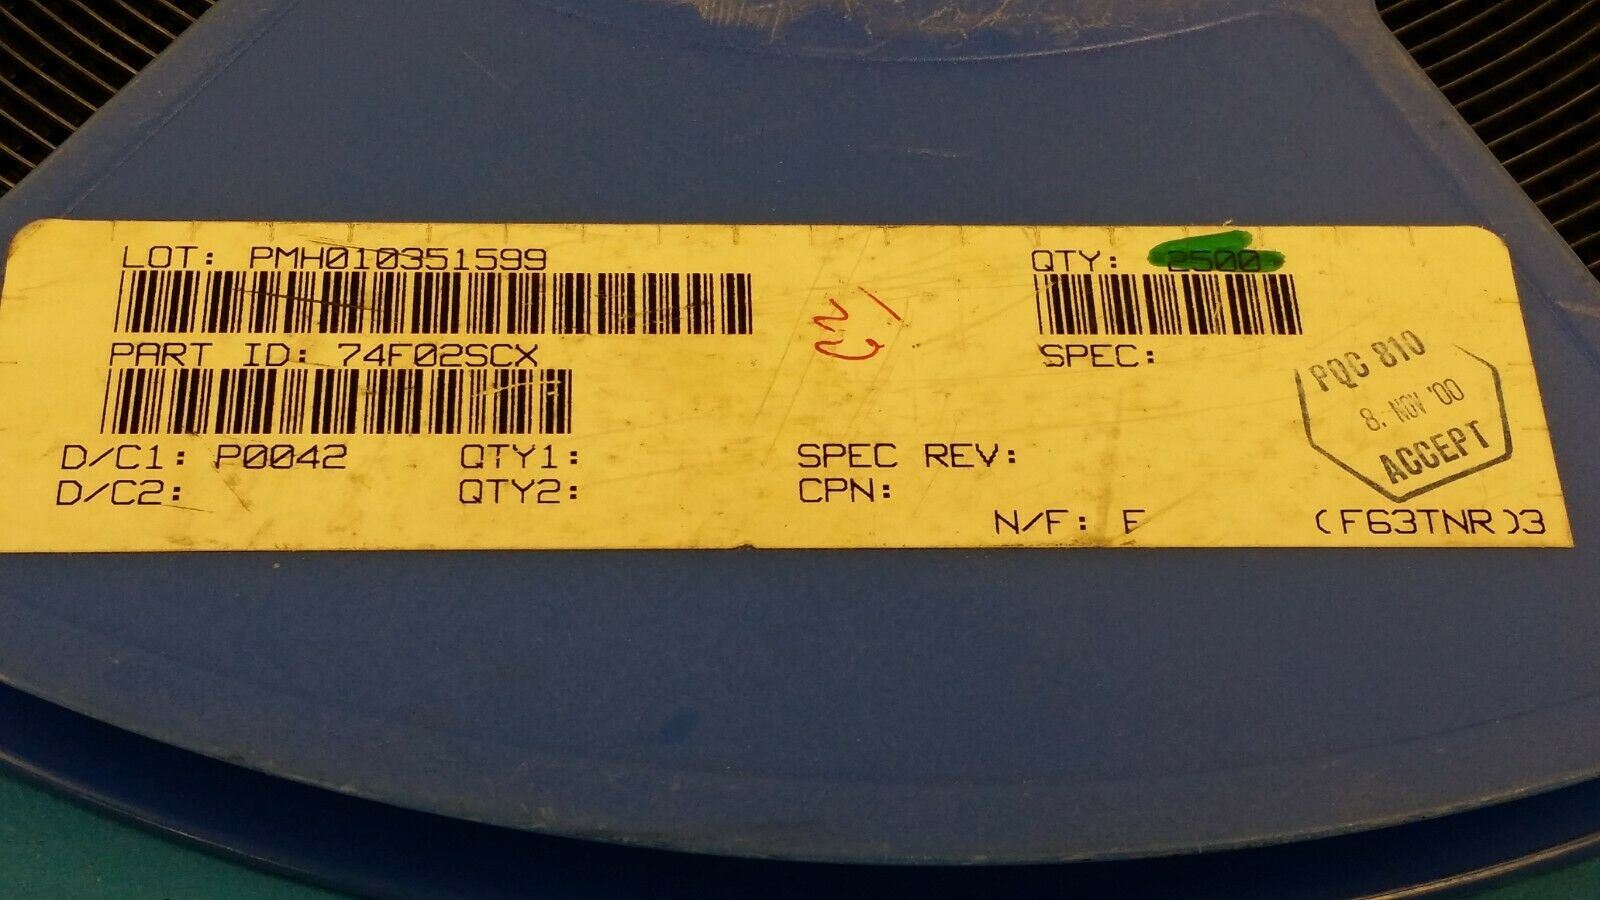 LOT: PMH010351599
QTY: 2500
PART ID: 74F02SCX
SPEC:
PQC 810
8. NOV '00
ACCEPT
D/C1: P0042 QTY1: SPEC REV:
D/C2: QTY2: CPN:
N/F: E (F63TNR)3